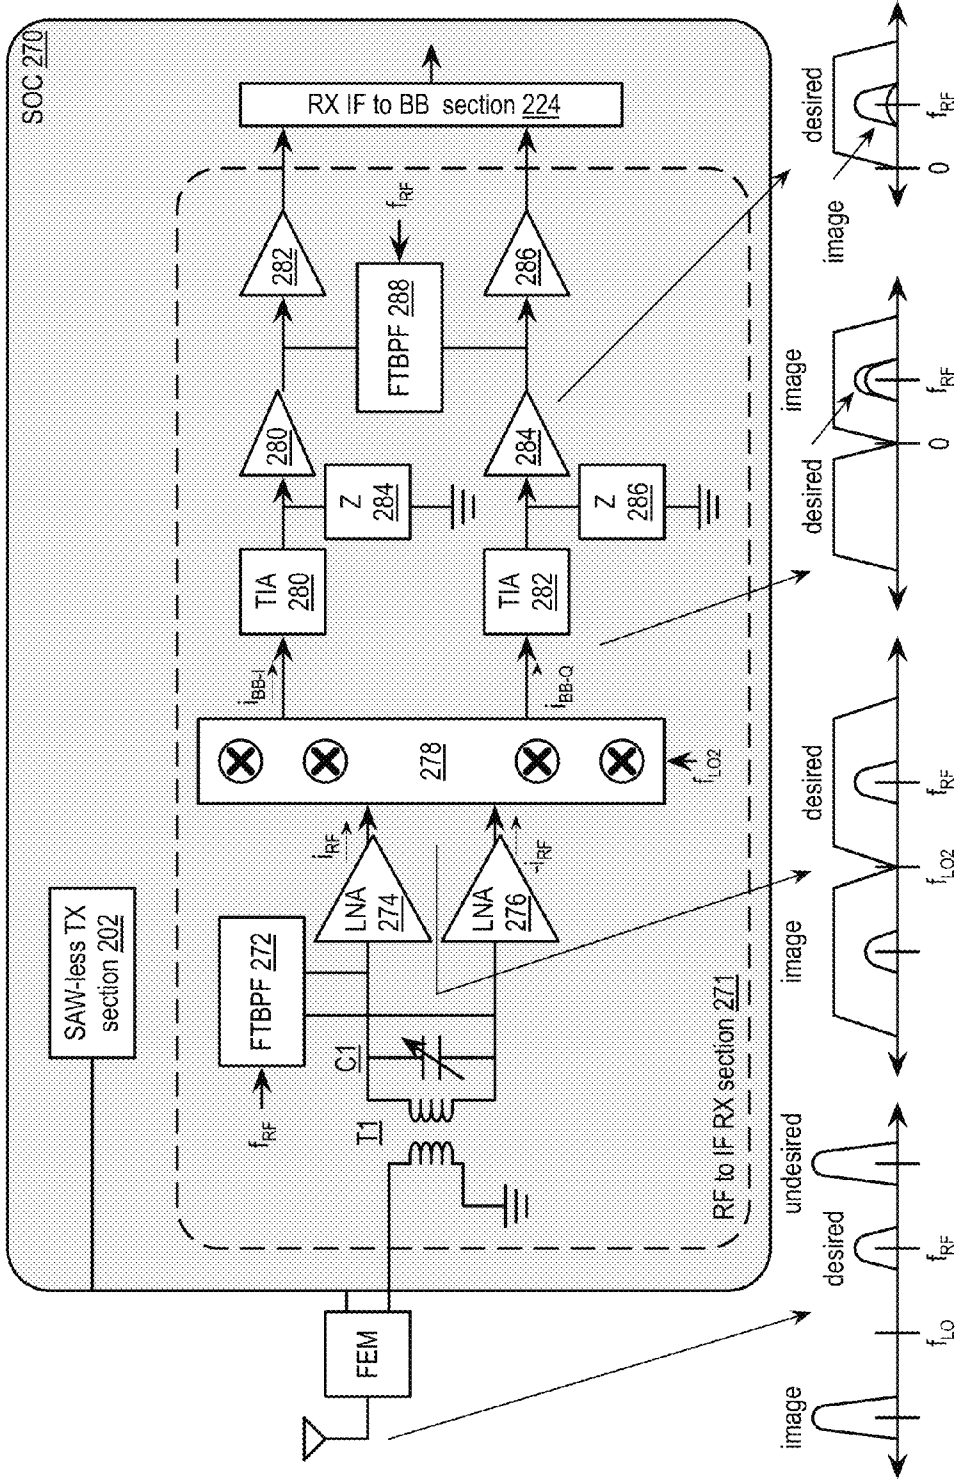 SOC 270
SAW-less TX
section 202
RF to IF RX section 271
FEM
f_RF
FTBPF 272
T1
C1
LNA
274
LNA
276
i_RF
-i_RF
278
f_LO2
i_BB-I
i_BB-Q
TIA
280
TIA
282
Z
284
Z
286
280
284
FTBPF 288
f_RF
282
286
RX IF to BB section 224
image
f_LO
desired
f_RF
undesired
image
f_LO2
desired
f_RF
desired
0
image
f_RF
image
0
desired
f_RF